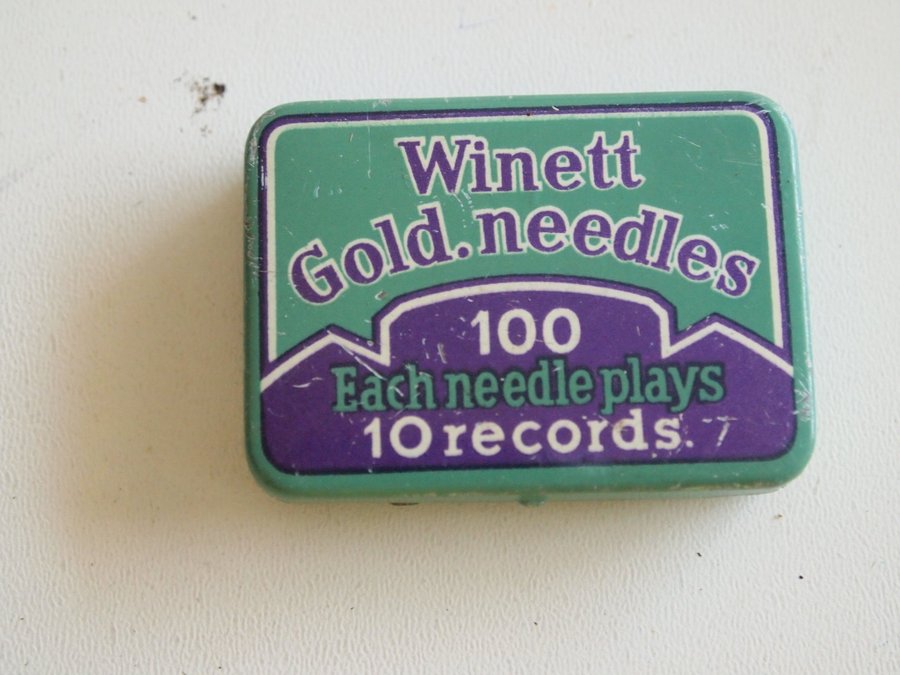 Winett
Gold. needles
100
Each needle plays
10 records.